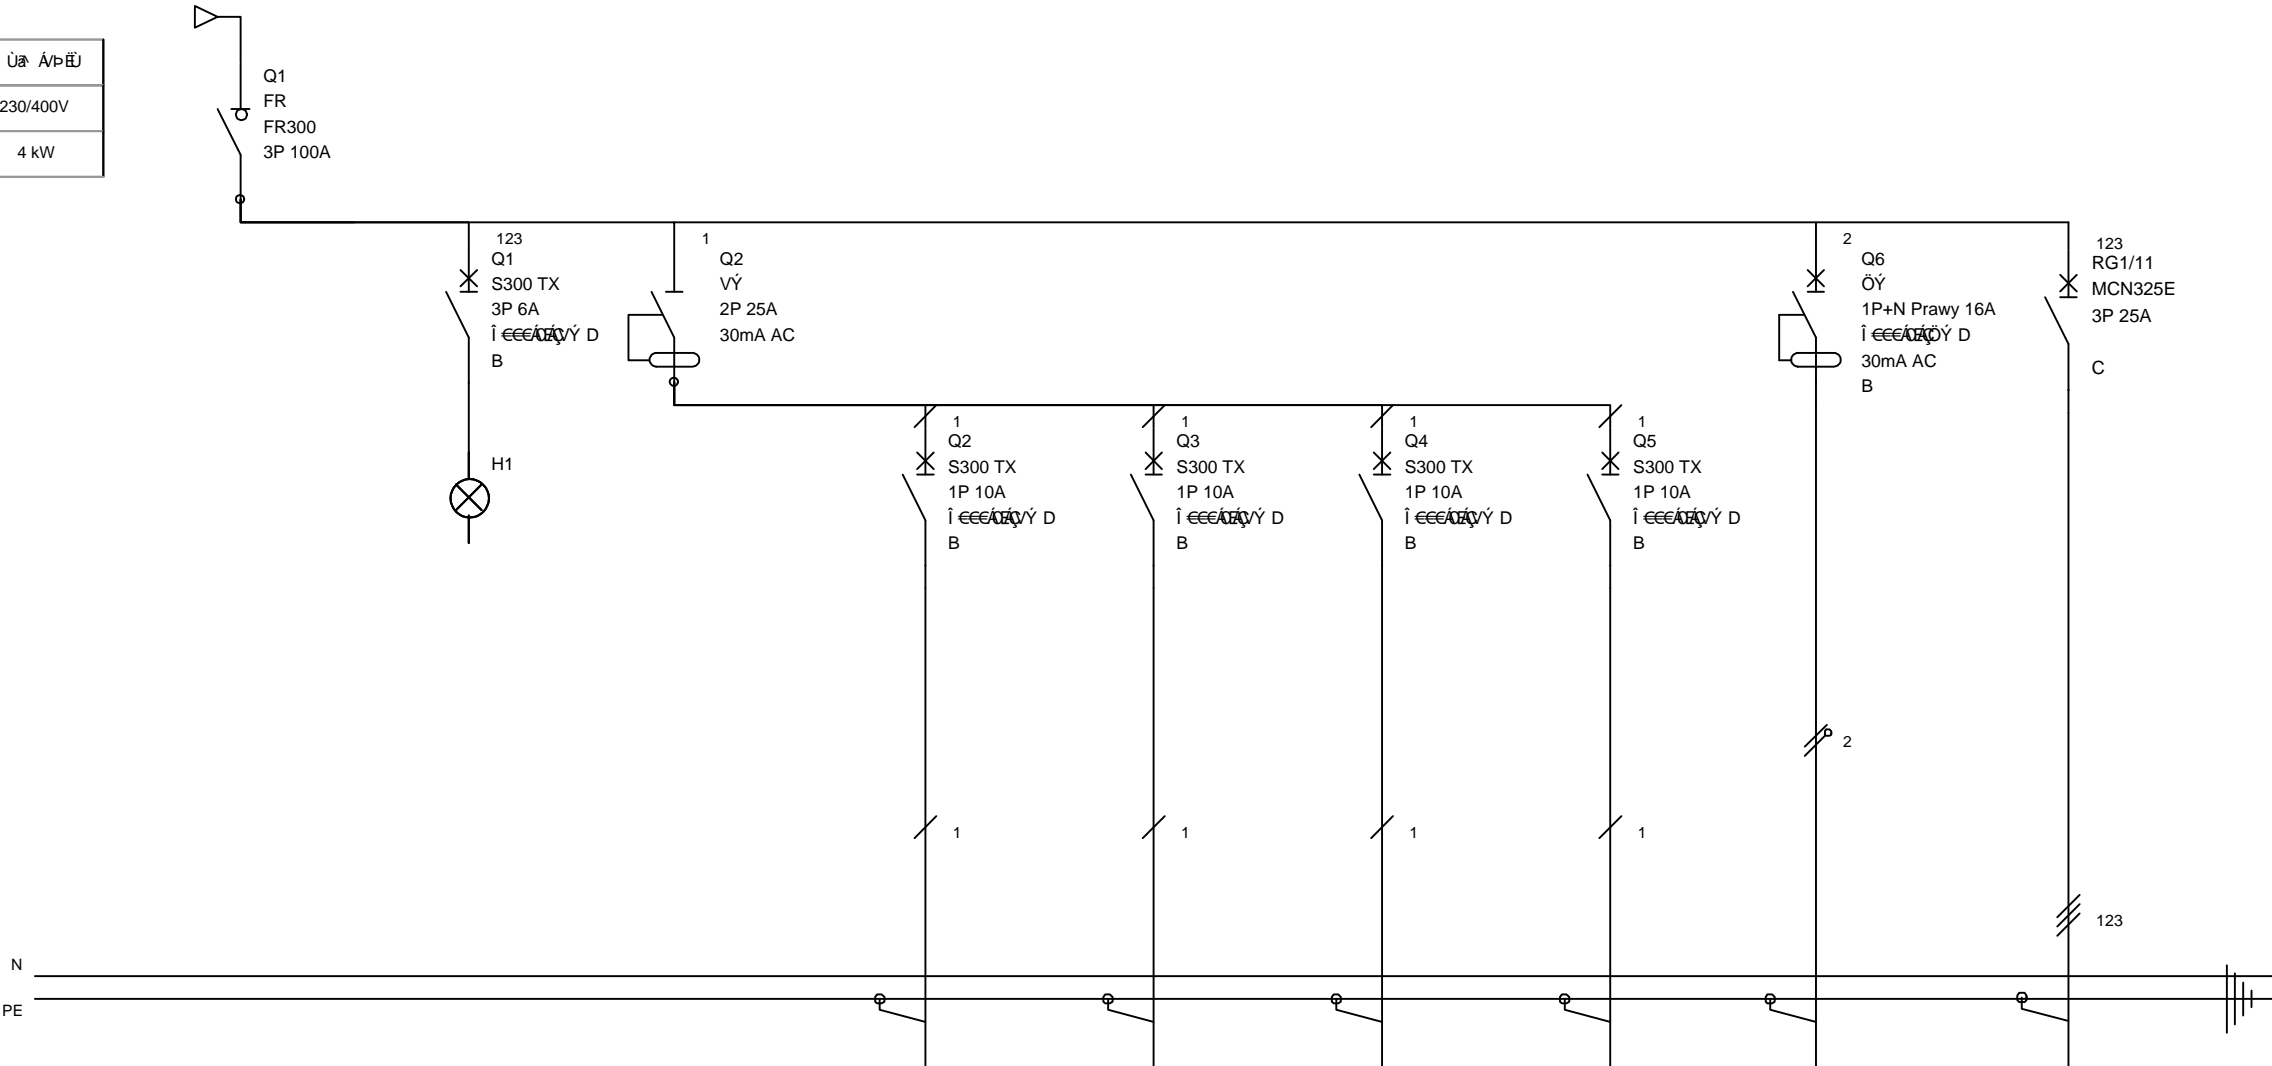 230/400V
4 kW
Q1
FR
FR300
3P 100A
123
Q1
S300 TX
3P 6A
B
H1
1
Q2
VÝ
2P 25A
30mA AC
1
Q2
S300 TX
1P 10A
B
1
Q3
S300 TX
1P 10A
B
1
Q4
S300 TX
1P 10A
B
1
Q5
S300 TX
1P 10A
B
2
Q6
ÖÝ
1P+N Prawy 16A
30mA AC
B
123
RG1/11
MCN325E
3P 25A
C
2
1
1
1
1
123
N
PE